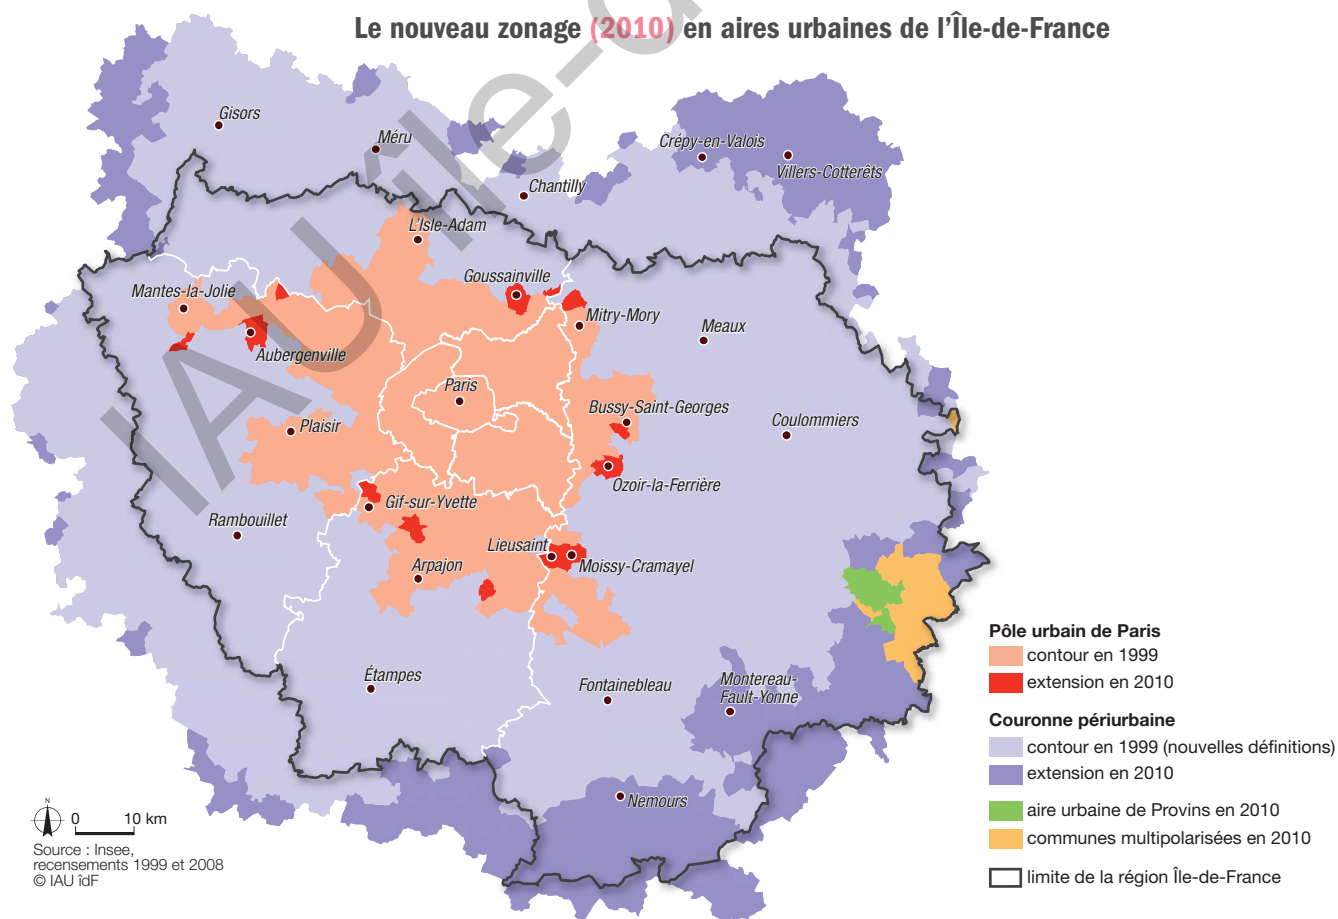 Le nouveau zonage (2010) en aires urbaines de l'Île-de-France
Gisors
Méru
Crépy-en-Valois
Villers-Cotterêts
Chantilly
L'Isle-Adam
Goussainville
Mantes-la-Jolie
Mitry-Mory
Meaux
Aubergenville
Paris
Bussy-Saint-Georges
Coulommiers
Plaisir
Ozoir-la-Ferrière
Gif-sur-Yvette
Rambouillet
Lieusaint
Arpajon
Moissy-Cramayel
Étampes
Fontainebleau
Montereau-
Fault-Yonne
Nemours
Pôle urbain de Paris
contour en 1999
extension en 2010
Couronne périurbaine
contour en 1999 (nouvelles définitions)
extension en 2010
aire urbaine de Provins en 2010
communes multipolarisées en 2010
limite de la région Île-de-France
N
0 10 km
Source : Insee,
recensements 1999 et 2008
© IAU îdF
IAU île-d